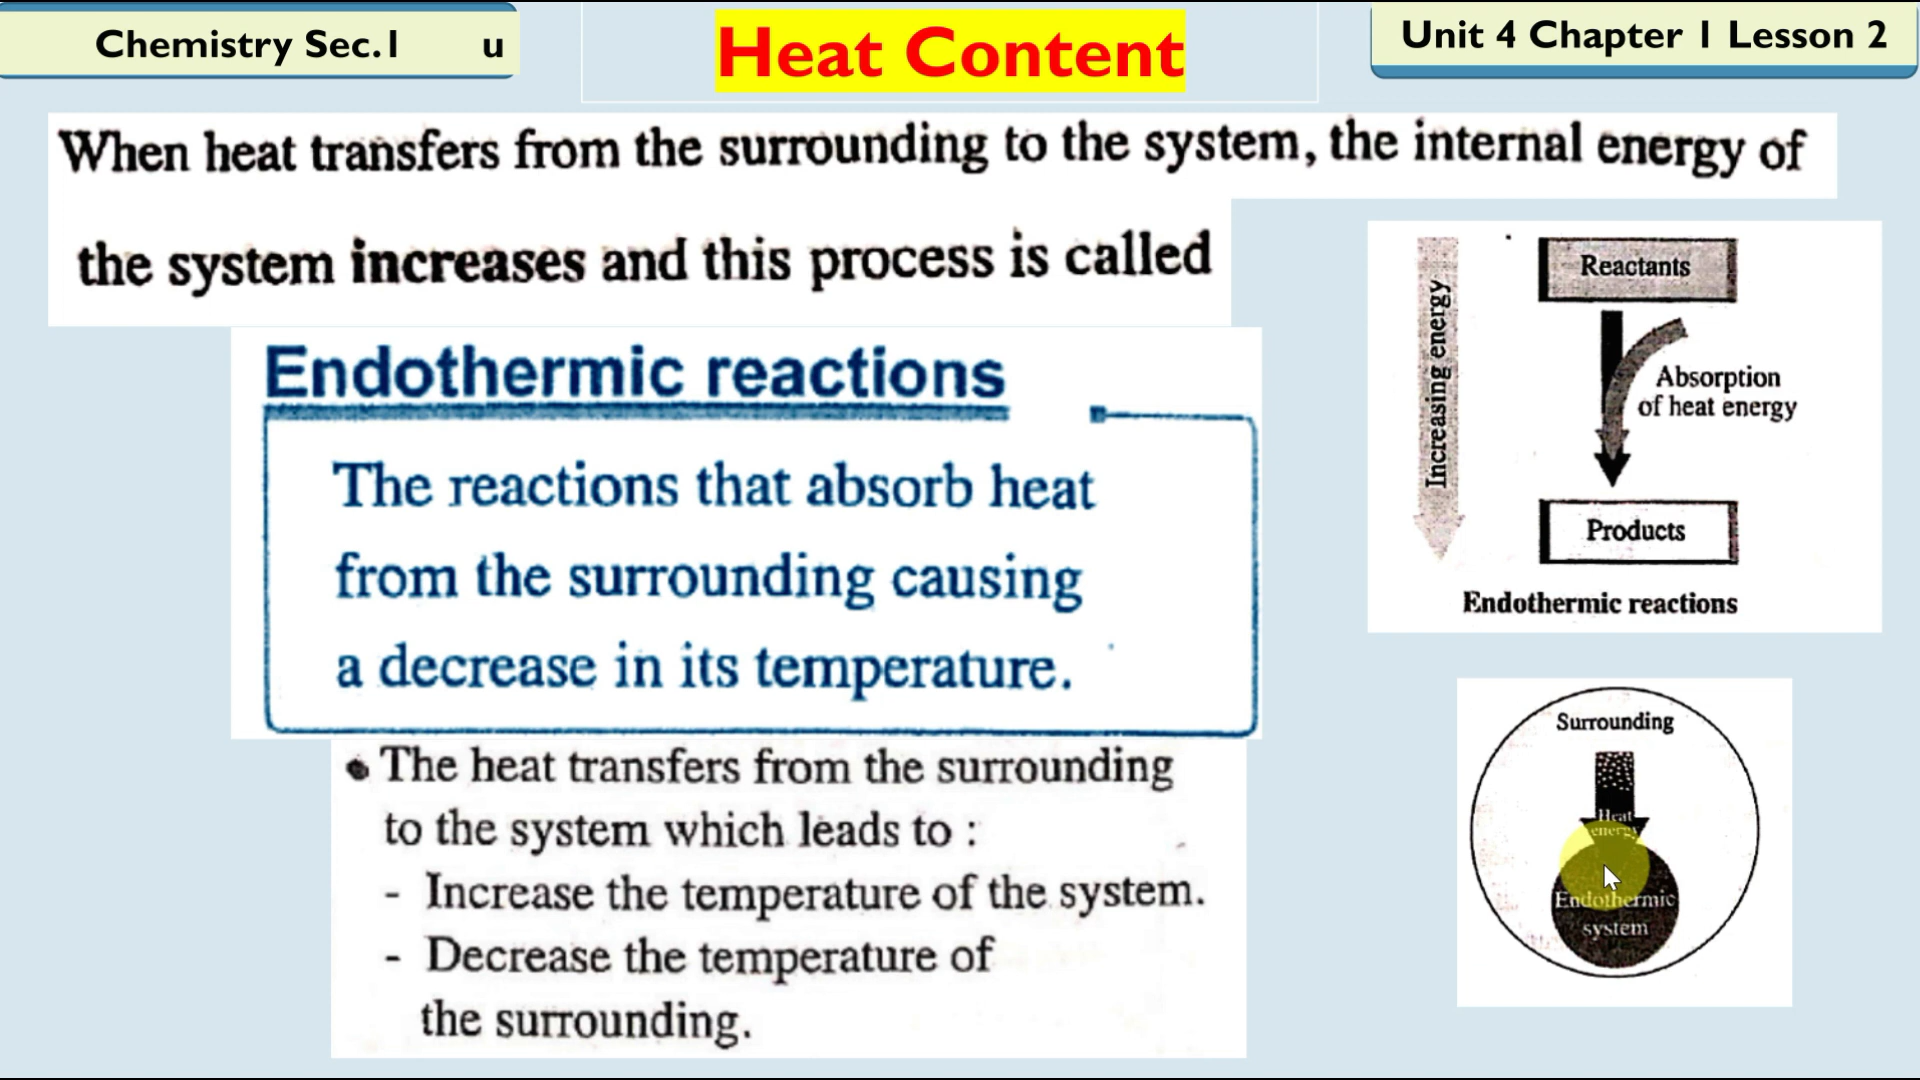 Chemistry Sec.1 u
Heat Content
Unit 4 Chapter 1 Lesson 2
When heat transfers from the surrounding to the system, the internal energy of
the system increases and this process is called
Endothermic reactions
The reactions that absorb heat
from the surrounding causing
a decrease in its temperature.
• The heat transfers from the surrounding
to the system which leads to :
- Increase the temperature of the system.
- Decrease the temperature of
the surrounding.
Increasing energy
Reactants
Absorption
of heat energy
Products
Endothermic reactions
Surrounding
Heat
energy
Endothermic
system